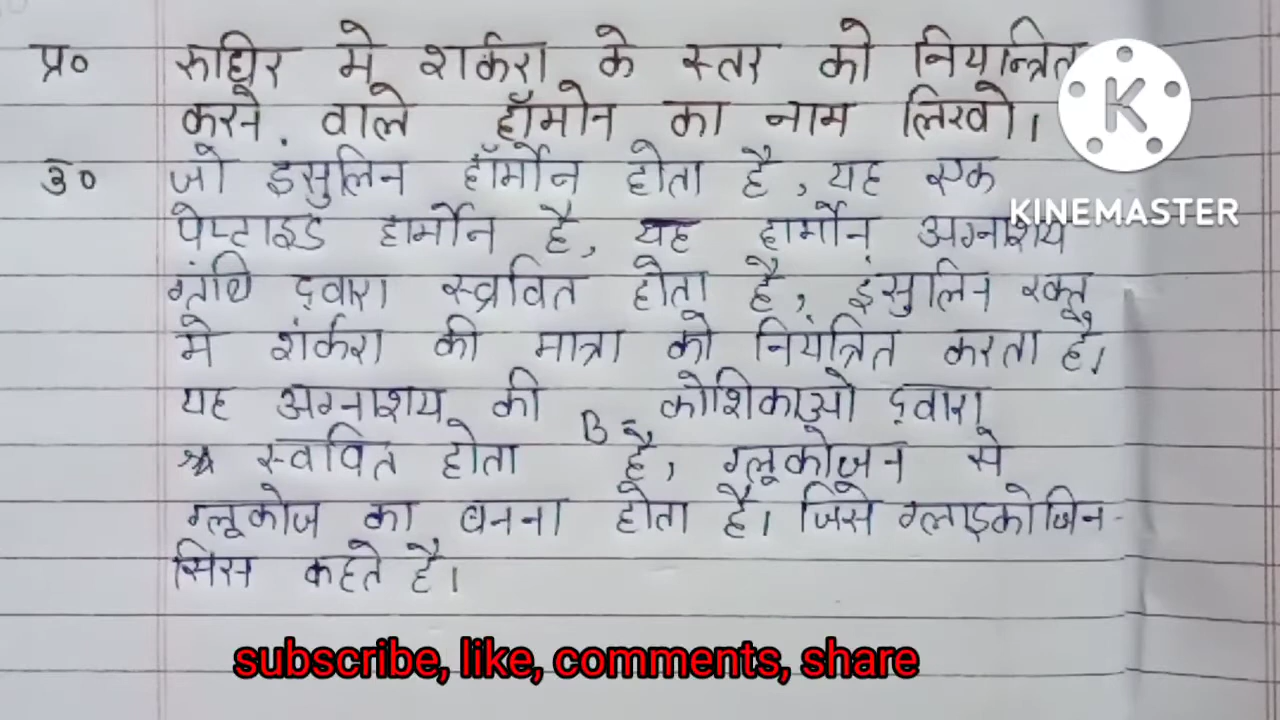 प्र० रुधिर मे शर्करा के स्तर को नियन्त्रित
करने वाले हॉमोन का नाम लिखो।
उ० जो इंसुलिन हॉर्मोन होता है, यह एक
पेप्टाइड हार्मोन है, यह हार्मोन अग्नाशय
ग्तंथि द्वारा स्त्रवित होता है, इंसुलिन रक्त
मे शंर्करा की मात्रा को नियंत्रित करता है।
यह अग्नाशय की B- कोशिकाओ द्वारा
स्त्रवित होता है, ग्लूकोजन से
ग्लूकोज का बनना होता है। जिसे ग्लाइकोजिन-
सिस कहते है।
K
KINEMASTER
subscribe, like, comments, share